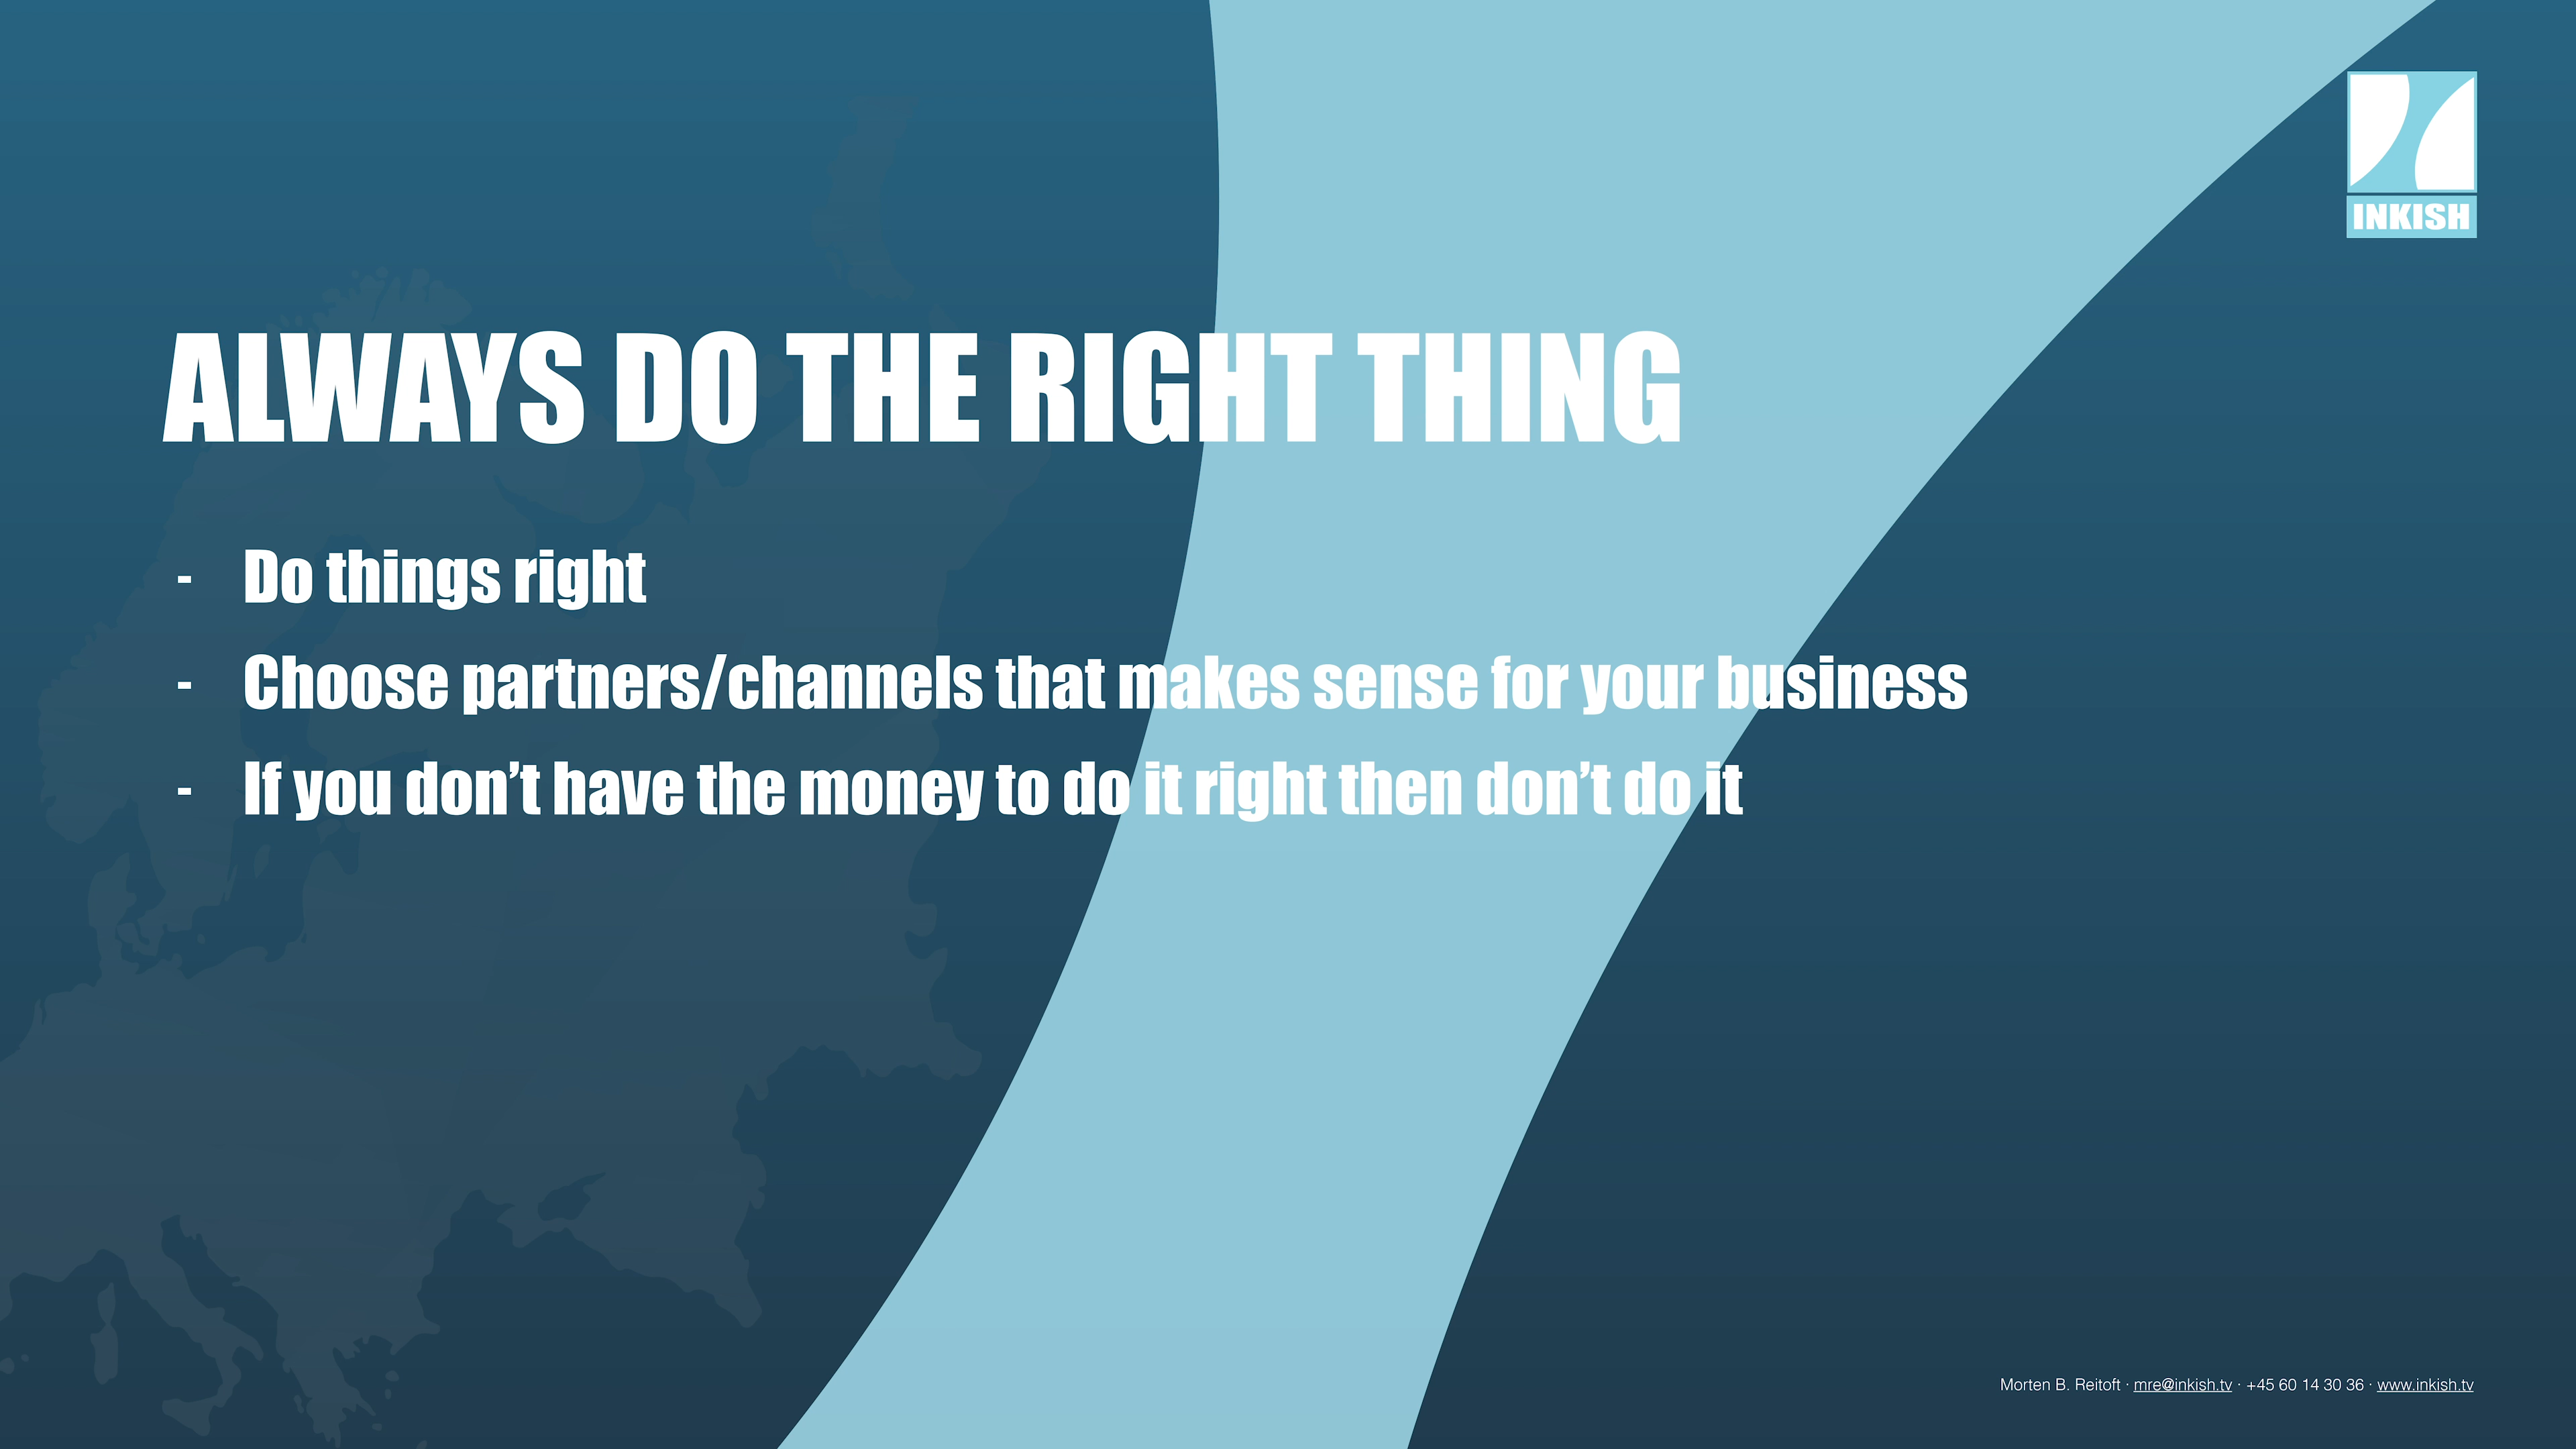 INKISH
ALWAYS DO THE RIGHT THING
- Do things right
- Choose partners/channels that makes sense for your business
- If you don’t have the money to do it right then don’t do it
Morten B. Reitoft · mre@inkish.tv · +45 60 14 30 36 · www.inkish.tv